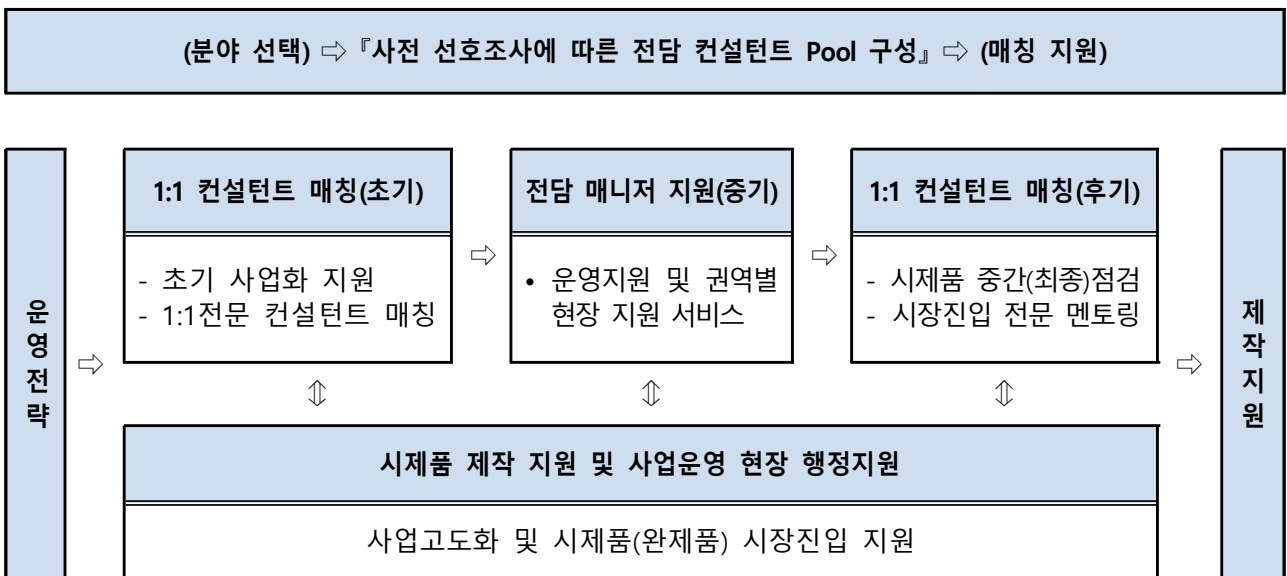 (분야 선택) ⇨ 『사전 선호조사에 따른 전담 컨설턴트 Pool 구성』 ⇨ (매칭 지원)
운영전략
⇨
1:1 컨설턴트 매칭(초기)
- 초기 사업화 지원
- 1:1전문 컨설턴트 매칭
⇨
전담 매니저 지원(중기)
• 운영지원 및 권역별
현장 지원 서비스
⇨
1:1 컨설턴트 매칭(후기)
- 시제품 중간(최종)점검
- 시장진입 전문 멘토링
⇕ ⇕ ⇕
시제품 제작 지원 및 사업운영 현장 행정지원
사업고도화 및 시제품(완제품) 시장진입 지원
⇨
제작지원